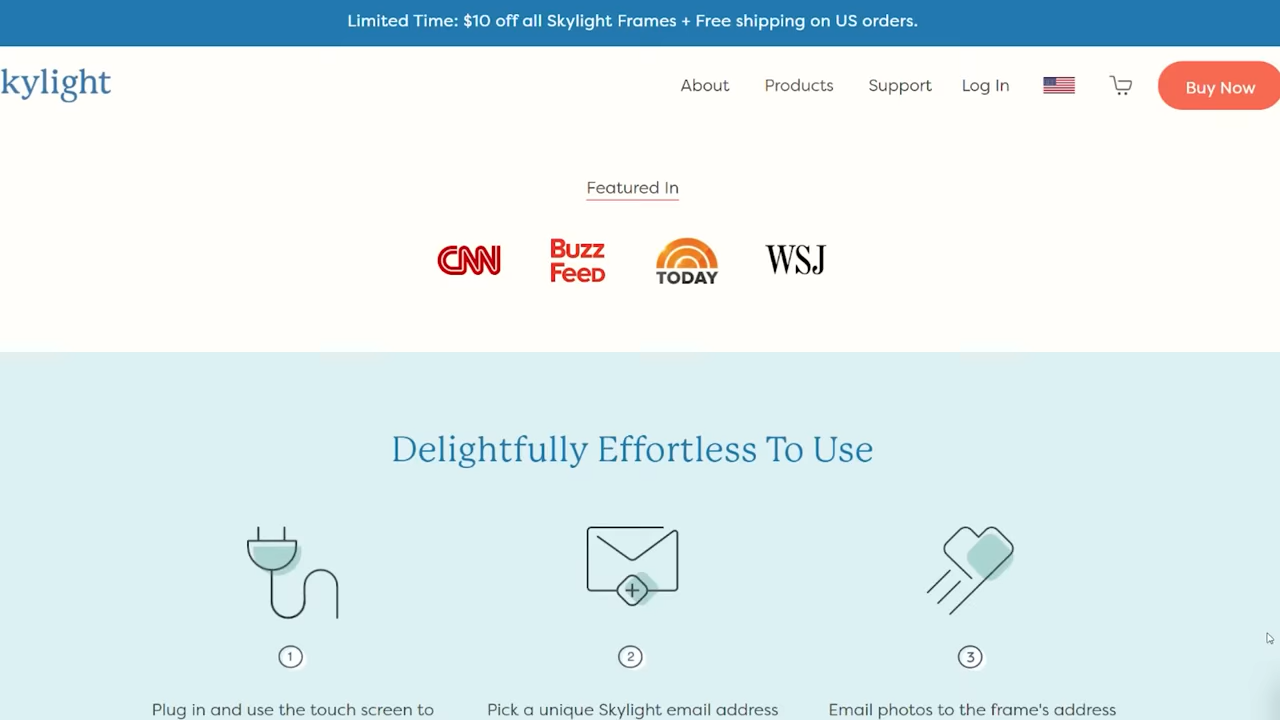 Limited Time: $10 off all Skylight Frames + Free shipping on US orders.
kylight
About Products Support Log In Buy Now
Featured In
CNN
BUZZ FEED
TODAY
WSJ
Delightfully Effortless To Use
1
2
3
Plug in and use the touch screen to
Pick a unique Skylight email address
Email photos to the frame's address